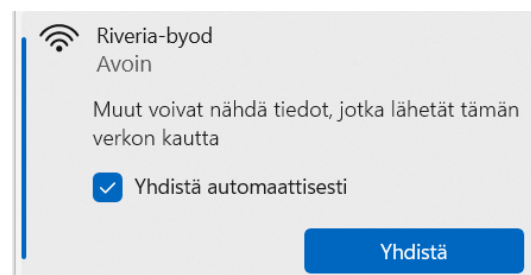 Riveria-byod
Avoin
Muut voivat nähdä tiedot, jotka lähetät tämän
verkon kautta
Yhdistä automaattisesti
Yhdistä